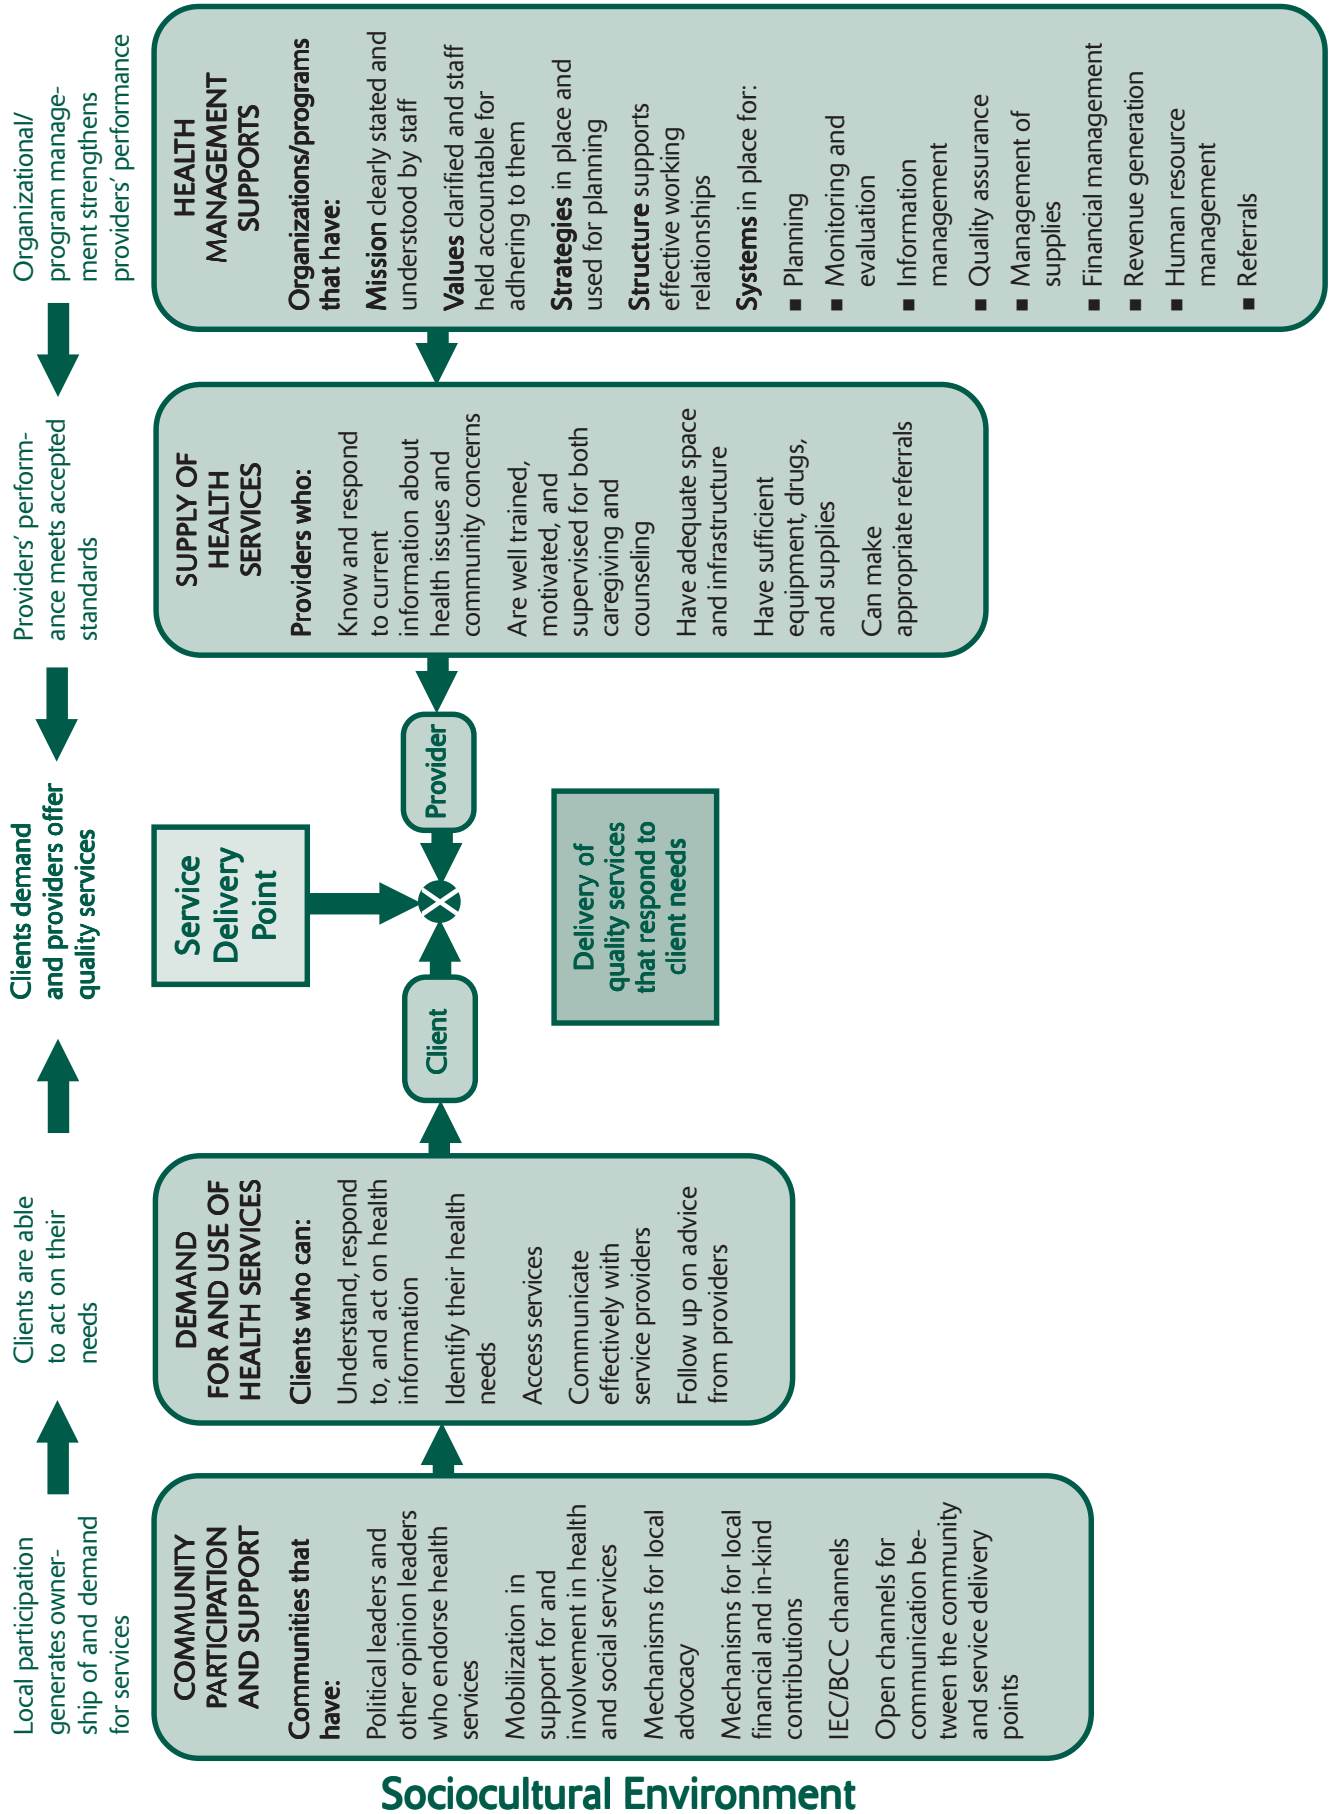 Local participation
generates owner-
ship of and demand
for services
Clients are able
to act on their
needs
Clients demand
and providers offer
quality services
Providers' perform-
ance meets accepted
standards
Organizational/
program manage-
ment strengthens
providers' performance
COMMUNITY
PARTICIPATION
AND SUPPORT
Communities that
have:
Political leaders and
other opinion leaders
who endorse health
services
Mobilization in
support for and
involvement in health
and social services
Mechanisms for local
advocacy
Mechanisms for local
financial and in-kind
contributions
IEC/BCC channels
Open channels for
communication be-
tween the community
and service delivery
points
DEMAND
FOR AND USE OF
HEALTH SERVICES
Clients who can:
Understand, respond
to, and act on health
information
Identify their health
needs
Access services
Communicate
effectively with
service providers
Follow up on advice
from providers
Service
Delivery
Point
Client
Provider
Delivery of
quality services
that respond to
client needs
SUPPLY OF
HEALTH
SERVICES
Providers who:
Know and respond
to current
information about
health issues and
community concerns
Are well trained,
motivated, and
supervised for both
caregiving and
counseling
Have adequate space
and infrastructure
Have sufficient
equipment, drugs,
and supplies
Can make
appropriate referrals
HEALTH
MANAGEMENT
SUPPORTS
Organizations/programs
that have:
Mission clearly stated and
understood by staff
Values clarified and staff
held accountable for
adhering to them
Strategies in place and
used for planning
Structure supports
effective working
relationships
Systems in place for:
■ Planning
■ Monitoring and
evaluation
■ Information
management
■ Quality assurance
■ Management of
supplies
■ Financial management
■ Revenue generation
■ Human resource
management
■ Referrals
Sociocultural Environment